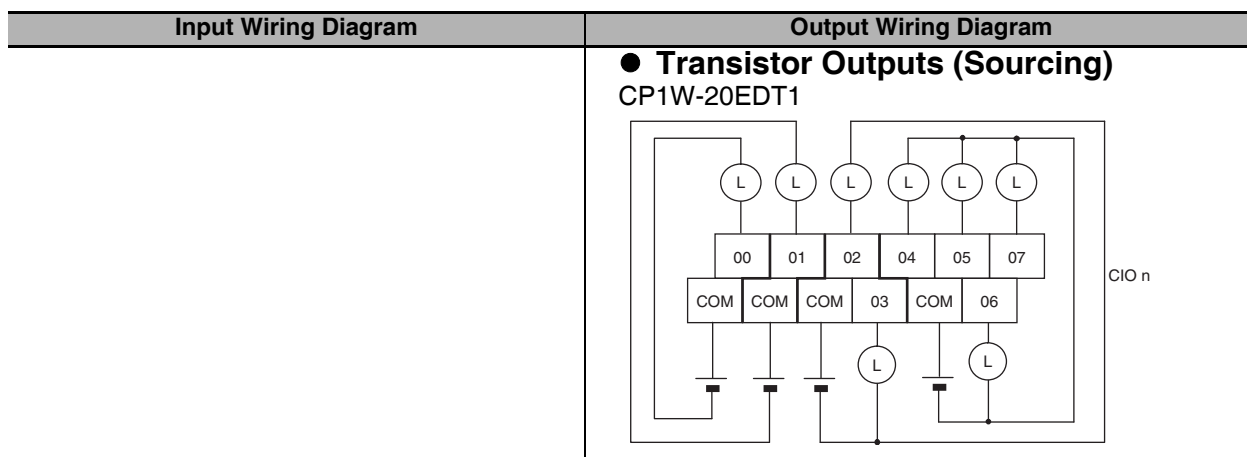 Input Wiring Diagram
Output Wiring Diagram
● Transistor Outputs (Sourcing)
CP1W-20EDT1
L L L L L L
00 01 02 04 05 07
CIO n
COM COM COM 03 COM 06
L L